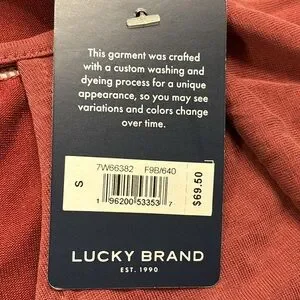 This garment was crafted
with a custom washing and
dyeing process for a unique
appearance, so you may see
variations and colors change
over time.
7W66382 F9B/640
S
1 96200 53353 7
$69.50
LUCKY BRAND
EST. 1990